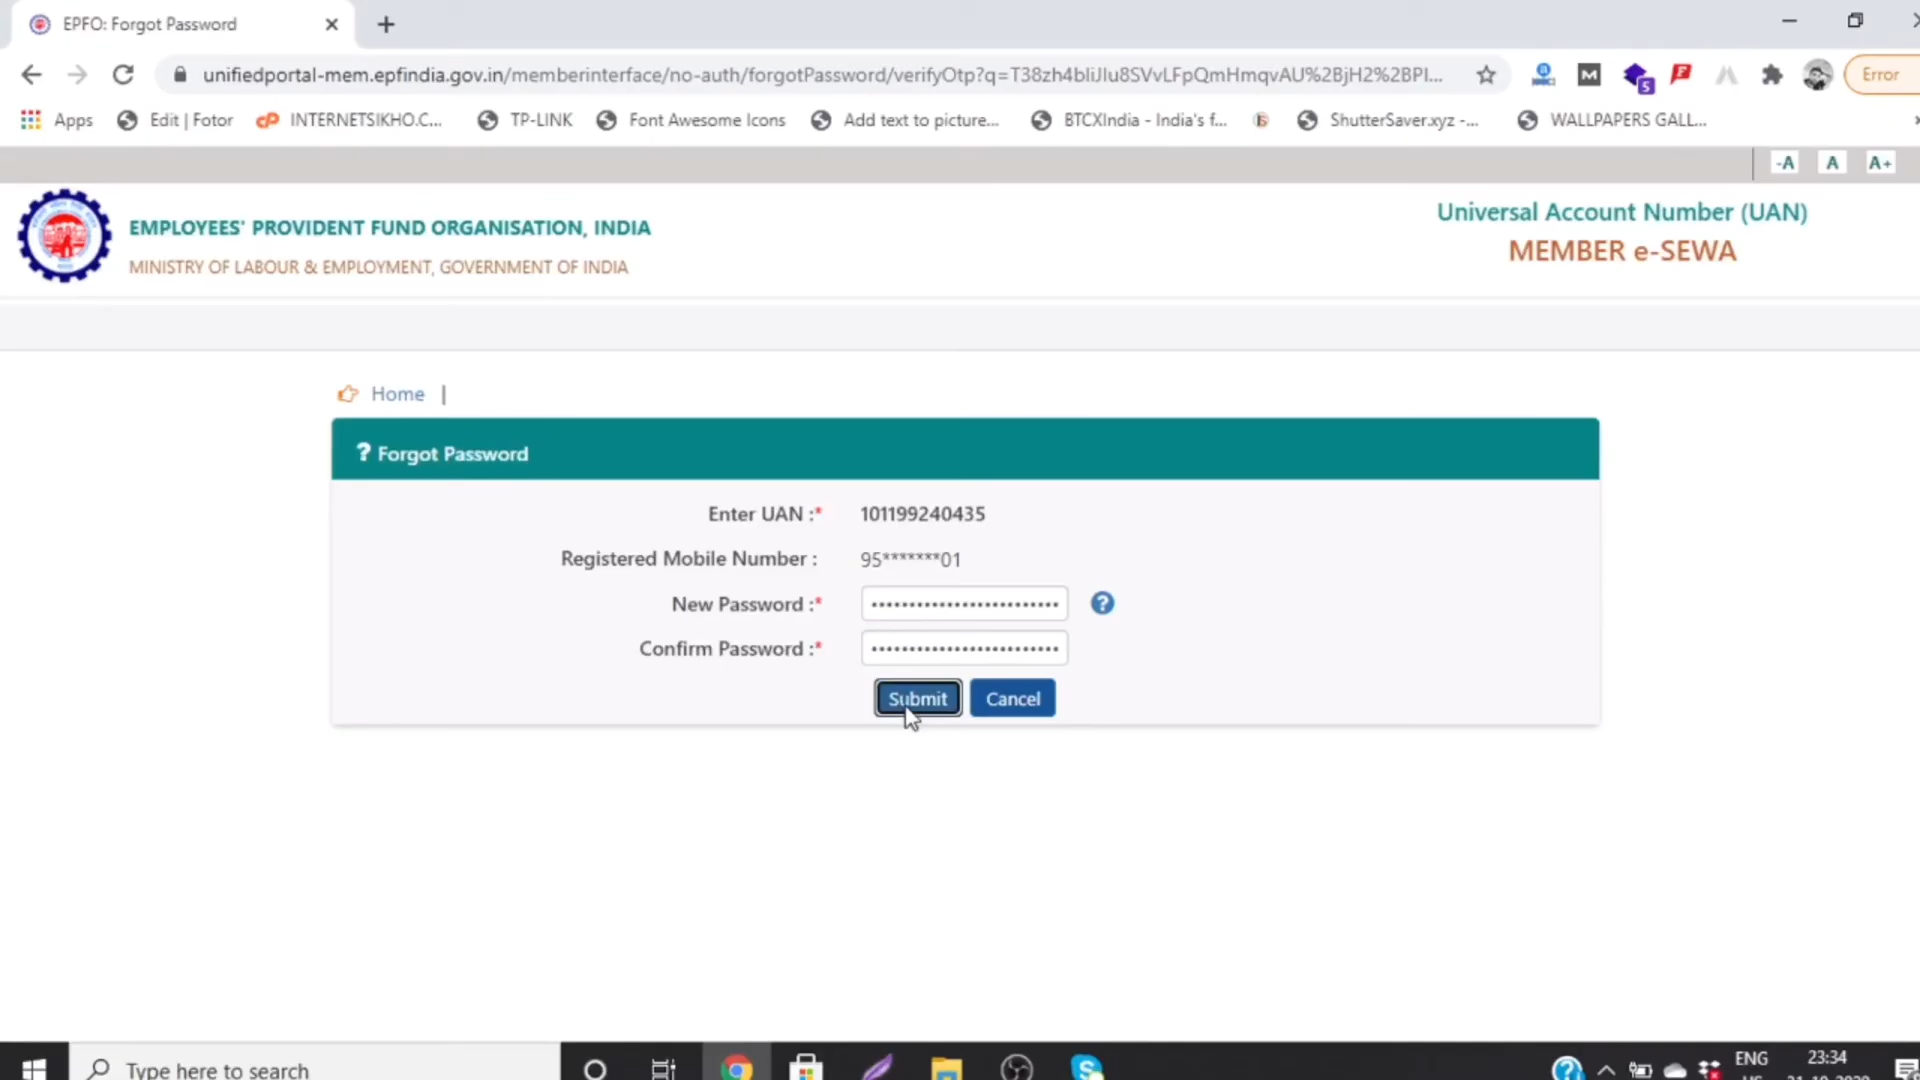 EPFO: Forgot Password
unifiedportal-mem.epfindia.gov.in/memberinterface/no-auth/forgotPassword/verifyOtp?q=T38zh4bliJlu8SVvLFpQmHmqvAU%2BjH2%2BPI...
Error
Apps
Edit | Fotor
INTERNETSIKHO.C...
TP-LINK
Font Awesome Icons
Add text to picture...
BTCXIndia - India's f...
ShutterSaver.xyz -...
WALLPAPERS GALL...
-A A A+
EMPLOYEES' PROVIDENT FUND ORGANISATION, INDIA
MINISTRY OF LABOUR & EMPLOYMENT, GOVERNMENT OF INDIA
Universal Account Number (UAN)
MEMBER e-SEWA
Home |
? Forgot Password
Enter UAN :* 101199240435
Registered Mobile Number : 95*******01
New Password :*
Confirm Password :*
Submit Cancel
Type here to search
ENG
23:34